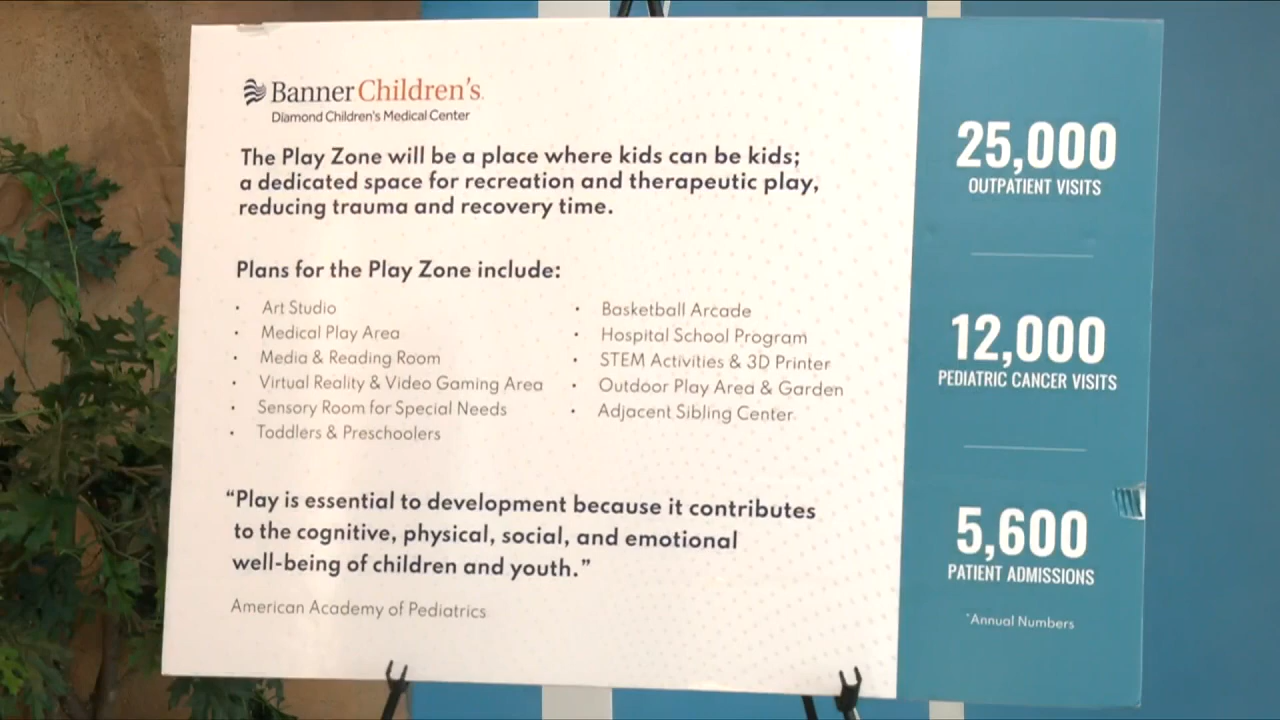 Banner Children's
Diamond Children's Medical Center
The Play Zone will be a place where kids can be kids;
a dedicated space for recreation and therapeutic play,
reducing trauma and recovery time.
Plans for the Play Zone include:
• Art Studio
• Medical Play Area
• Media & Reading Room
• Virtual Reality & Video Gaming Area
• Sensory Room for Special Needs
• Toddlers & Preschoolers
• Basketball Arcade
• Hospital School Program
• STEM Activities & 3D Printer
• Outdoor Play Area & Garden
• Adjacent Sibling Center
“Play is essential to development because it contributes
to the cognitive, physical, social, and emotional
well-being of children and youth.”
American Academy of Pediatrics
25,000
OUTPATIENT VISITS
12,000
PEDIATRIC CANCER VISITS
5,600
PATIENT ADMISSIONS
*Annual Numbers